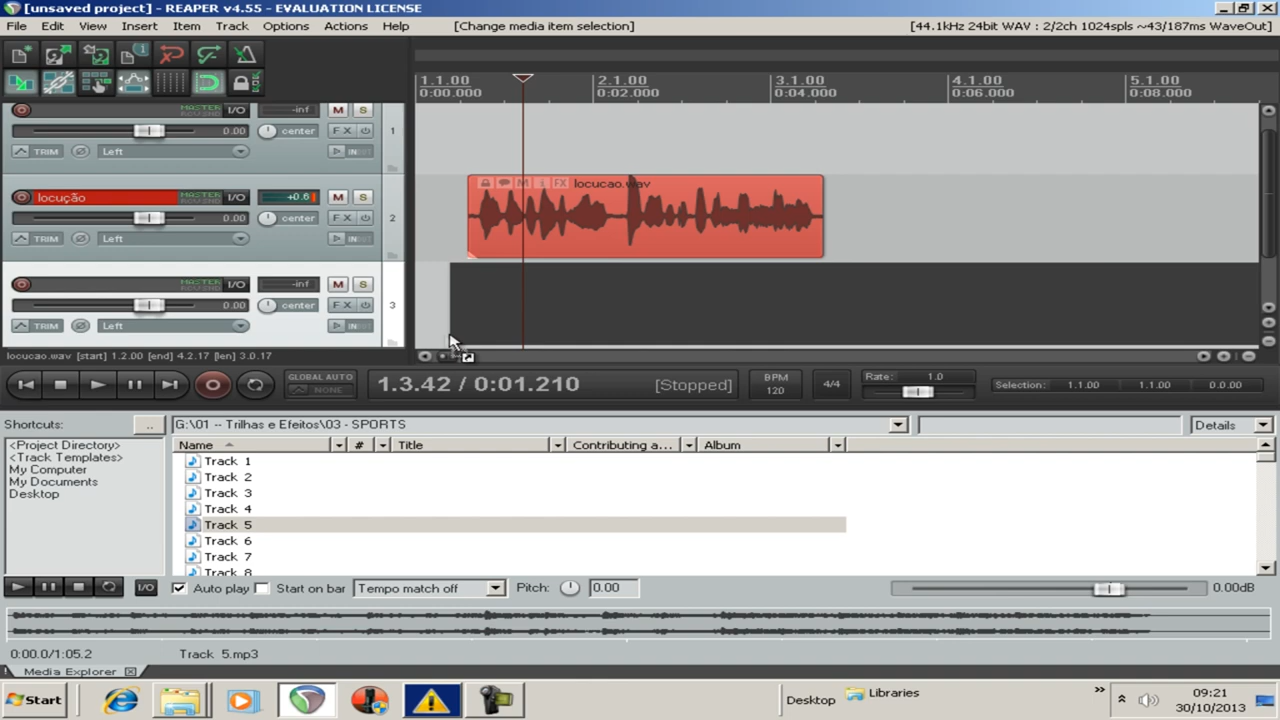 [unsaved project] - REAPER v4.55 - EVALUATION LICENSE
File Edit View Insert Item Track Options Actions Help [Change media item selection] [44.1kHz 24bit WAV : 2/2ch 1024spls ~43/187ms WaveOut]
1.1.00 2.1.00 3.1.00 4.1.00 5.1.00
0:00.000 0:02.000 0:04.000 0:06.000 0:08.000
MASTER I/O -inf M S
0.00 center FX 1
TRIM Left IN
locução MASTER I/O +0.6 M S
locucao.wav
0.00 center FX 2
TRIM Left IN
MASTER I/O -inf M S
0.00 center FX 3
TRIM Left IN
locucao.wav [start] 1.2.00 [end] 4.2.17 [len] 3.0.17
GLOBAL AUTO
NONE
1.3.42 / 0:01.210 [Stopped]
BPM
120
4/4
Rate: 1.0
Selection: 1.1.00 1.1.00 0.0.00
Shortcuts: .. G:\01 -- Trilhas e Efeitos\03 - SPORTS Details
<Project Directory>
<Track Templates>
My Computer
My Documents
Desktop
Name # Title Contributing a... Album
Track 1
Track 2
Track 3
Track 4
Track 5
Track 6
Track 7
Track 8
I/O Auto play Start on bar Tempo match off Pitch: 0.00 0.00dB
0:00.0/1:05.2 Track 5.mp3
Media Explorer
Start Desktop Libraries » 09:21
30/10/2013